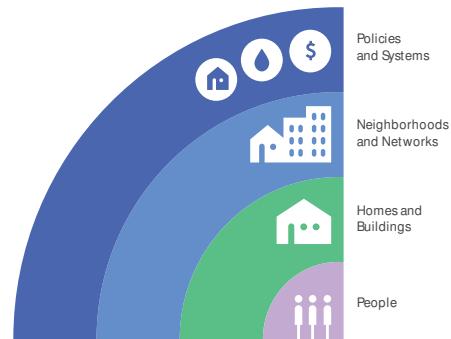 $
Policies
and Systems
Neighborhoods
and Networks
Homes and
Buildings
People